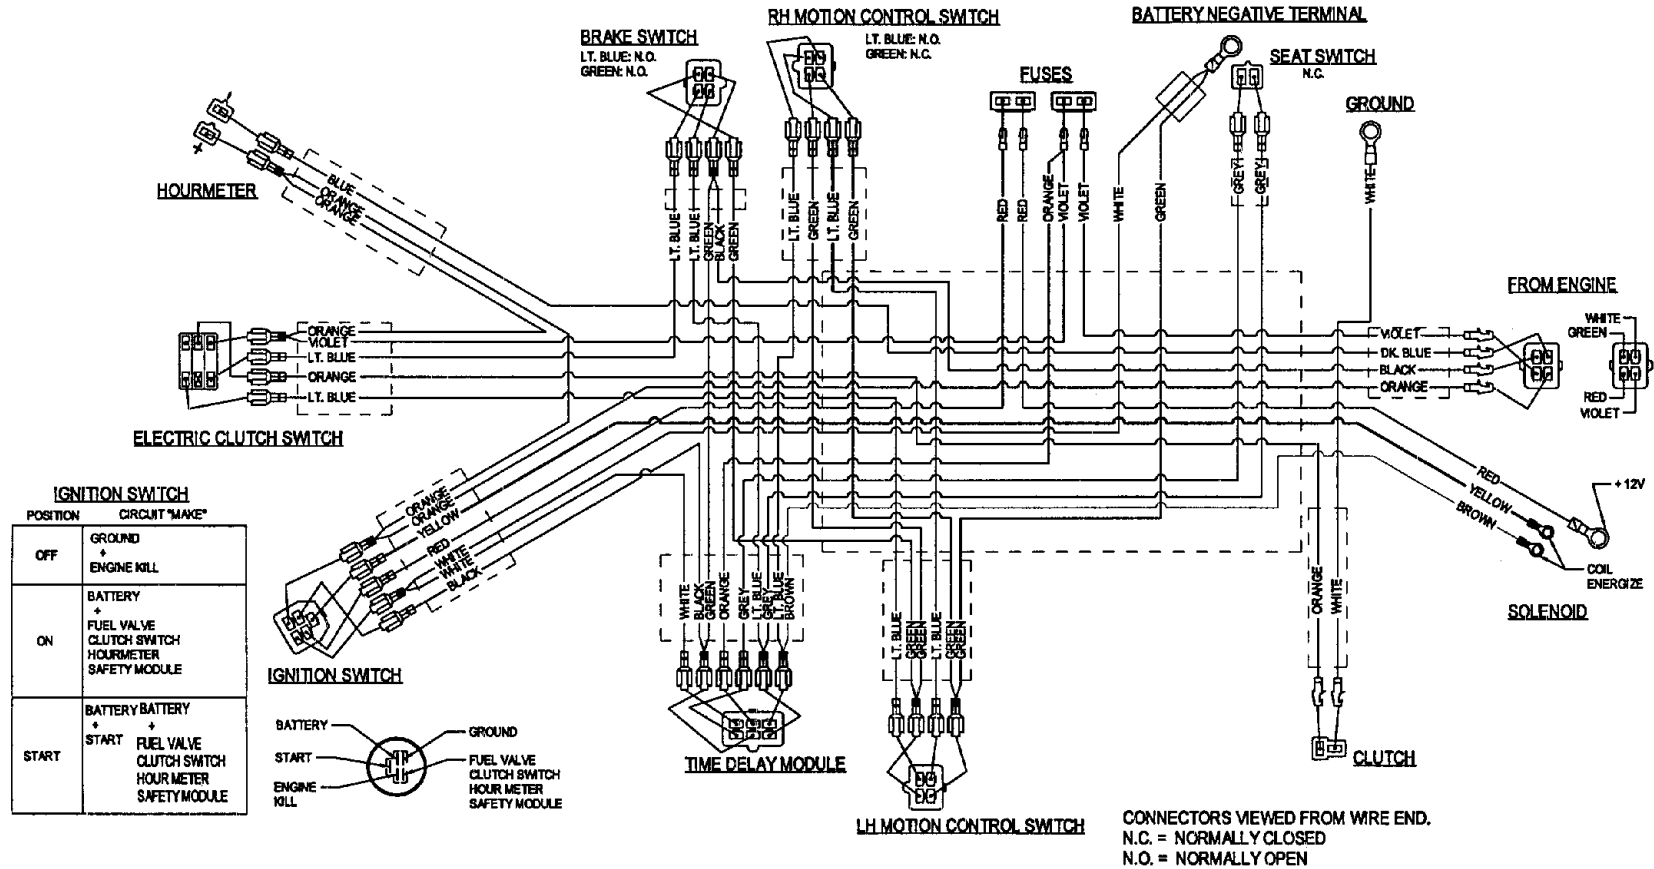 RH MOTION CONTROL SWITCH
LT. BLUE: N.O.
GREEN: N.C.
BATTERY NEGATIVE TERMINAL
BRAKE SWITCH
LT. BLUE: N.O.
GREEN: N.O.
SEAT SWITCH
N.C.
FUSES
GROUND
HOURMETER
-
+
BLUE
ORANGE
ORANGE
LT. BLUE
LT. BLUE
GREEN
BLACK
GREEN
LT. BLUE
GREEN
LT. BLUE
GREEN
RED
RED
ORANGE
VIOLET
VIOLET
WHITE
GREEN
GREY
GREY
WHITE
FROM ENGINE
WHITE
GREEN
RED
VIOLET
ORANGE
VIOLET
LT. BLUE
ORANGE
LT. BLUE
VIOLET
DK. BLUE
BLACK
ORANGE
ELECTRIC CLUTCH SWITCH
IGNITION SWITCH
POSITION
CIRCUIT "MAKE"
OFF
GROUND
+
ENGINE KILL
ON
BATTERY
+
FUEL VALVE
CLUTCH SWITCH
HOURMETER
SAFETY MODULE
START
BATTERY BATTERY
+ +
START FUEL VALVE
CLUTCH SWITCH
HOUR METER
SAFETY MODULE
ORANGE
ORANGE
YELLOW
RED
WHITE
WHITE
BLACK
IGNITION SWITCH
BATTERY
START
ENGINE
KILL
GROUND
FUEL VALVE
CLUTCH SWITCH
HOUR METER
SAFETY MODULE
WHITE
BLACK
GREEN
ORANGE
GREY
LT. BLUE
GREY
LT. BLUE
BROWN
TIME DELAY MODULE
LT. BLUE
GREEN
GREEN
LT. BLUE
GREEN
GREEN
LH MOTION CONTROL SWITCH
RED
YELLOW
BROWN
+ 12V
COIL
ENERGIZE
SOLENOID
ORANGE
WHITE
CLUTCH
CONNECTORS VIEWED FROM WIRE END.
N.C. = NORMALLY CLOSED
N.O. = NORMALLY OPEN